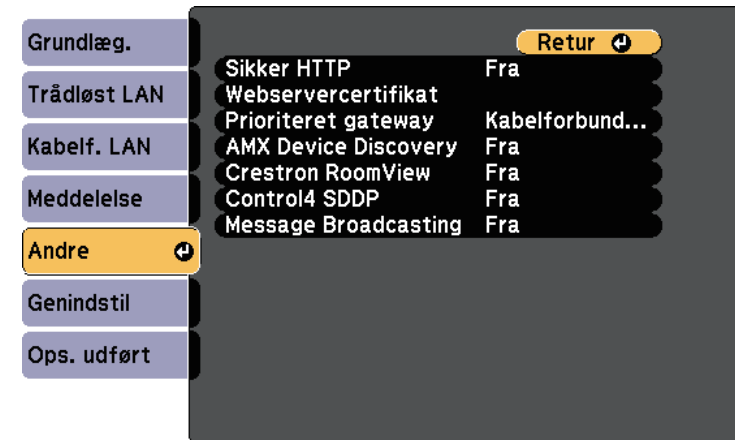 Grundlæg.
Trådløst LAN
Kabelf. LAN
Meddelelse
Andre
Genindstil
Ops. udført
Retur
Sikker HTTP Fra
Webservercertifikat
Prioriteret gateway Kabelforbund...
AMX Device Discovery Fra
Crestron RoomView Fra
Control4 SDDP Fra
Message Broadcasting Fra